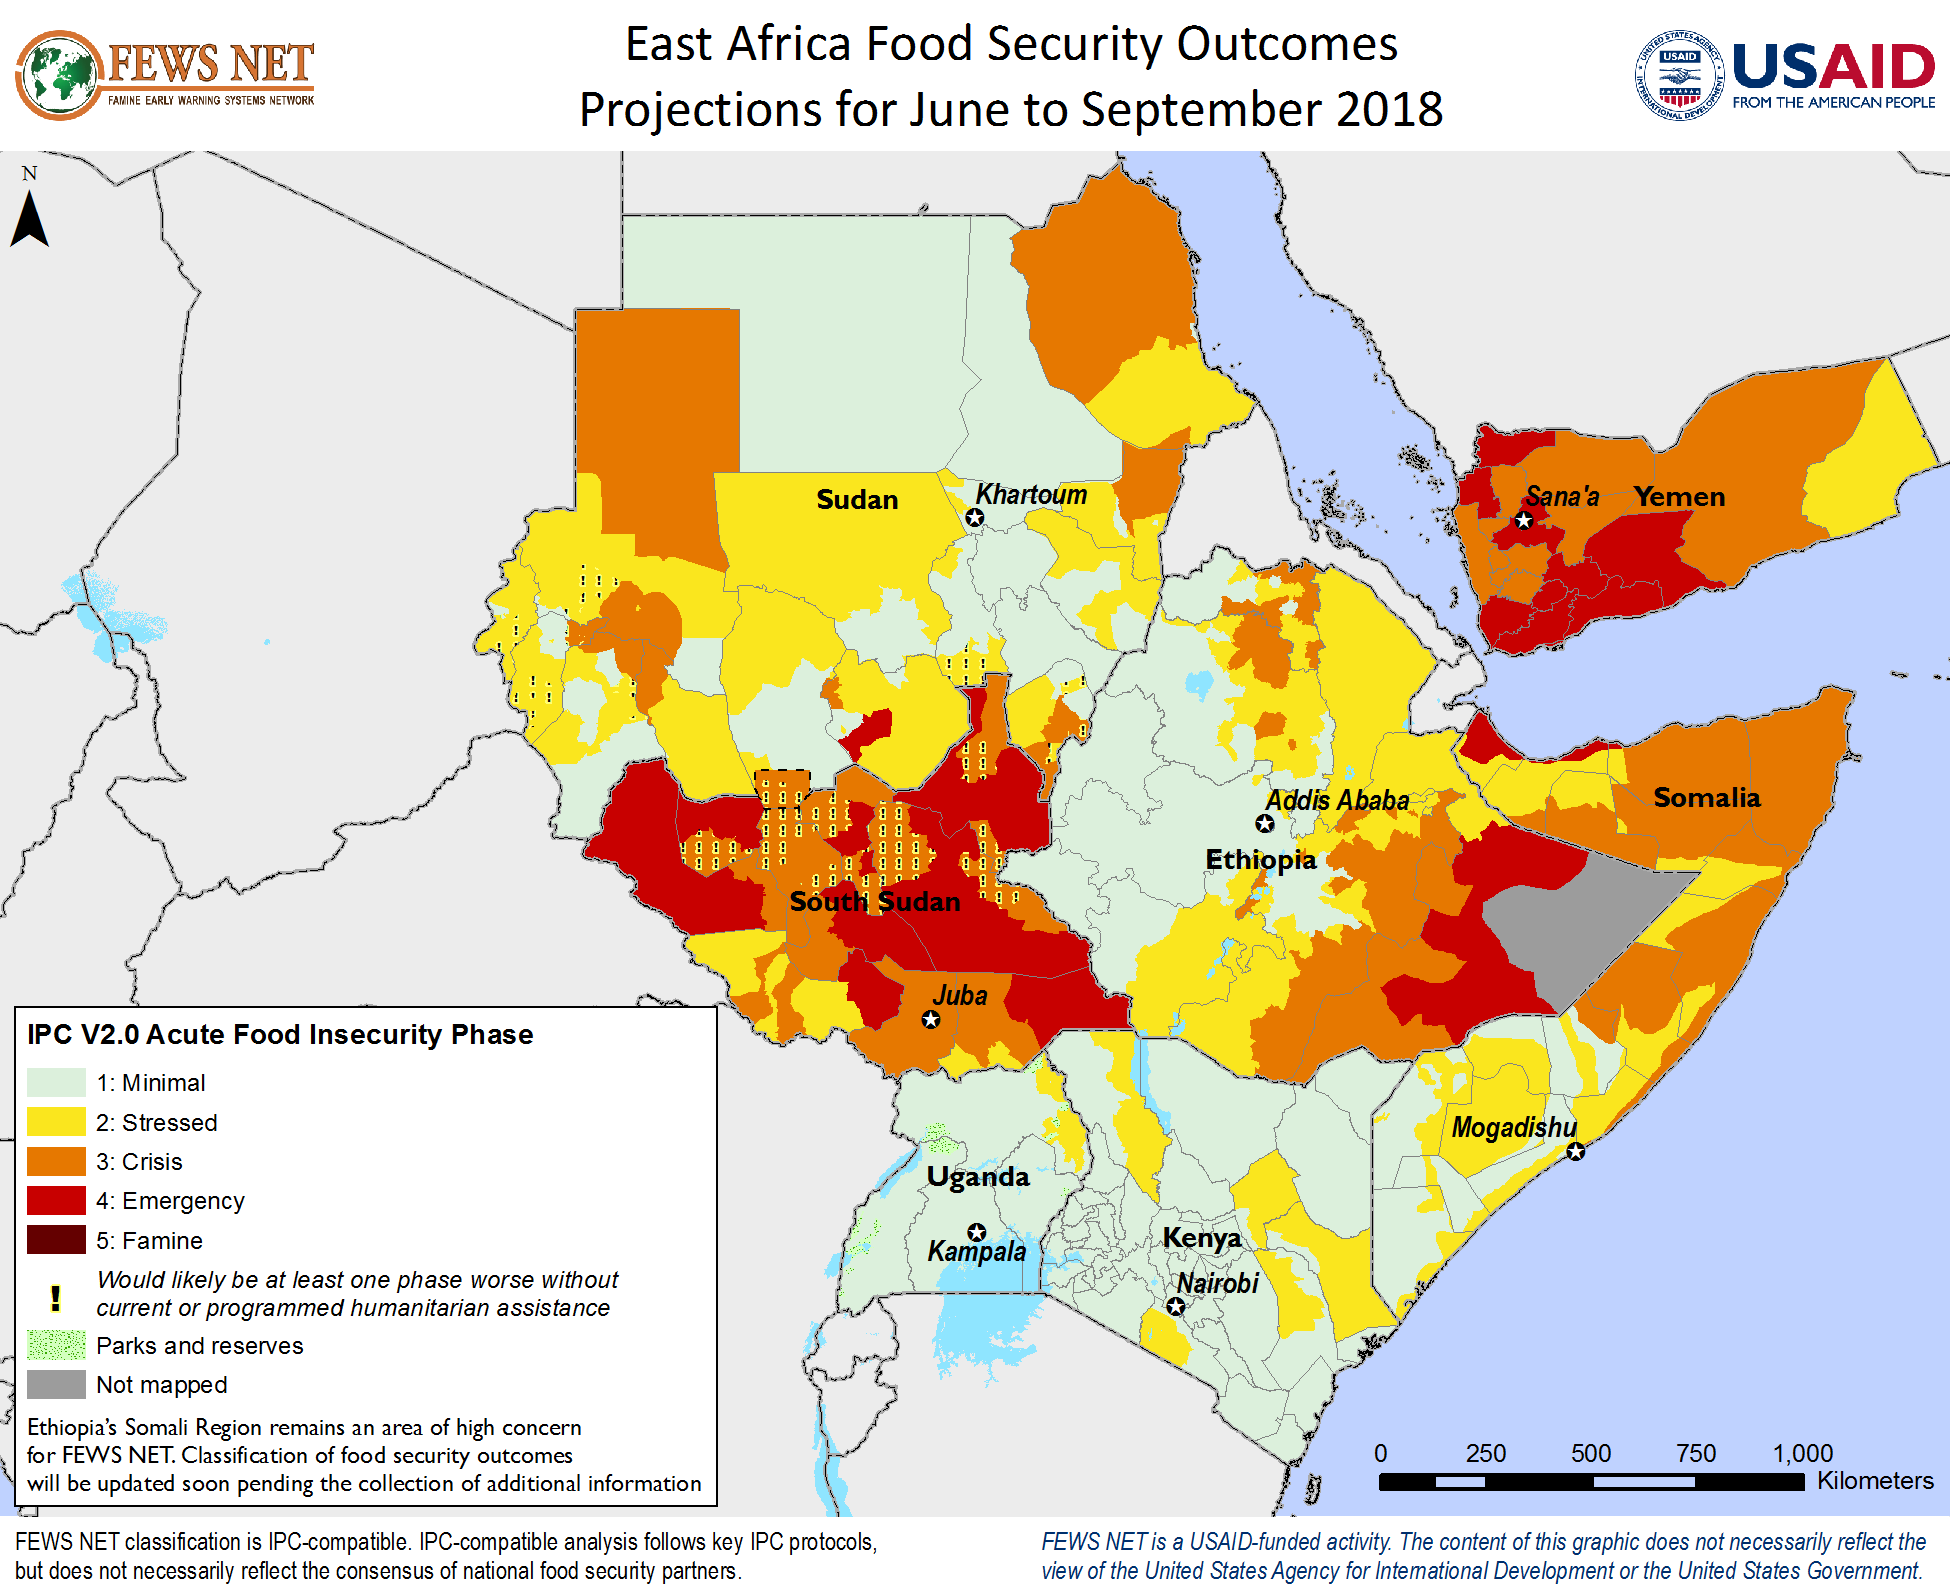 FEWS NET
FAMINE EARLY WARNING SYSTEMS NETWORK
East Africa Food Security Outcomes
Projections for June to September 2018
UNITED STATES AGENCY
USAID
INTERNATIONAL DEVELOPMENT
USAID
FROM THE AMERICAN PEOPLE
N
Sudan
Khartoum
Sana'a
Yemen
Addis Ababa
Somalia
Ethiopia
South Sudan
Juba
Mogadishu
Uganda
Kampala
Kenya
Nairobi
IPC V2.0 Acute Food Insecurity Phase
1: Minimal
2: Stressed
3: Crisis
4: Emergency
5: Famine
! Would likely be at least one phase worse without
current or programmed humanitarian assistance
Parks and reserves
Not mapped
Ethiopia's Somali Region remains an area of high concern
for FEWS NET. Classification of food security outcomes
will be updated soon pending the collection of additional information
0 250 500 750 1,000
Kilometers
FEWS NET classification is IPC-compatible. IPC-compatible analysis follows key IPC protocols,
but does not necessarily reflect the consensus of national food security partners.
FEWS NET is a USAID-funded activity. The content of this graphic does not necessarily reflect the
view of the United States Agency for International Development or the United States Government.